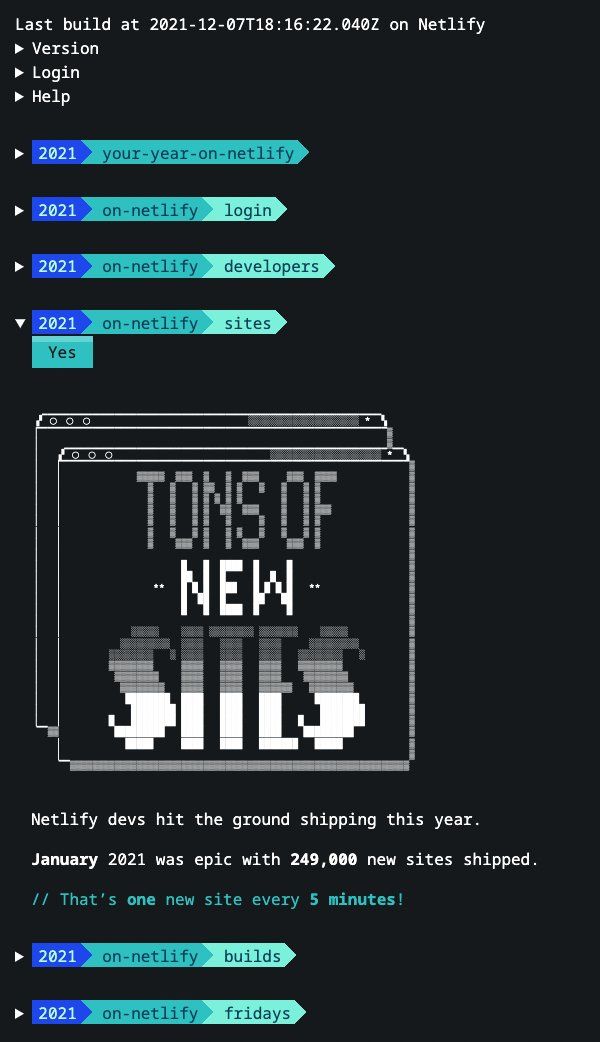 Last build at 2021-12-07T18:16:22.040Z on Netlify
▶ Version
▶ Login
▶ Help
▶ 2021 your-year-on-netlify
▶ 2021 on-netlify login
▶ 2021 on-netlify developers
▼ 2021 on-netlify sites
Yes
TONS OF
** NEW **
SITES
Netlify devs hit the ground shipping this year.
January 2021 was epic with 249,000 new sites shipped.
// That’s one new site every 5 minutes!
▶ 2021 on-netlify builds
▶ 2021 on-netlify fridays